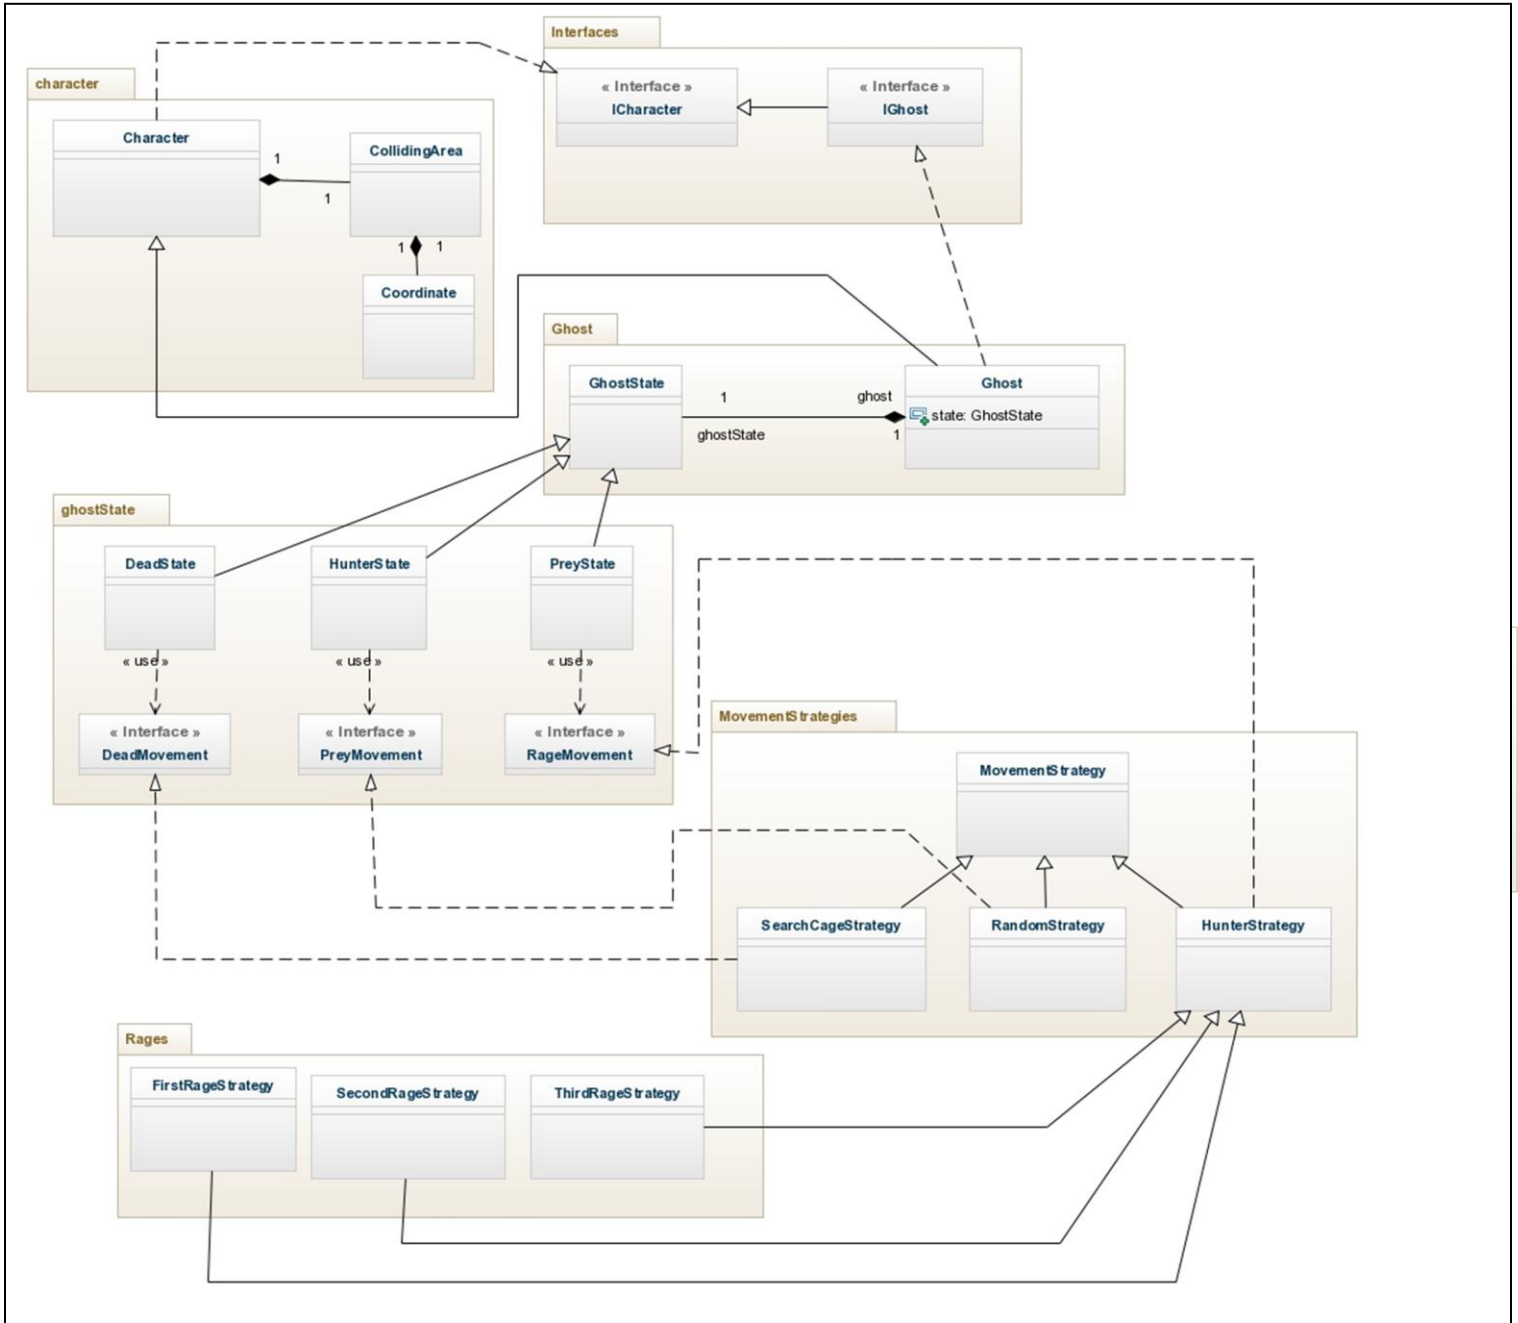 Interfaces
« Interface »
ICharacter
« Interface »
IGhost
character
Character
1
1
CollidingArea
1
1
Coordinate
Ghost
GhostState
1
ghostState
ghost
1
Ghost
state: GhostState
ghostState
DeadState
HunterState
PreyState
« use »
« use »
« use »
« Interface »
DeadMovement
« Interface »
PreyMovement
« Interface »
RageMovement
MovementStrategies
MovementStrategy
SearchCageStrategy
RandomStrategy
HunterStrategy
Rages
FirstRageStrategy
SecondRageStrategy
ThirdRageStrategy